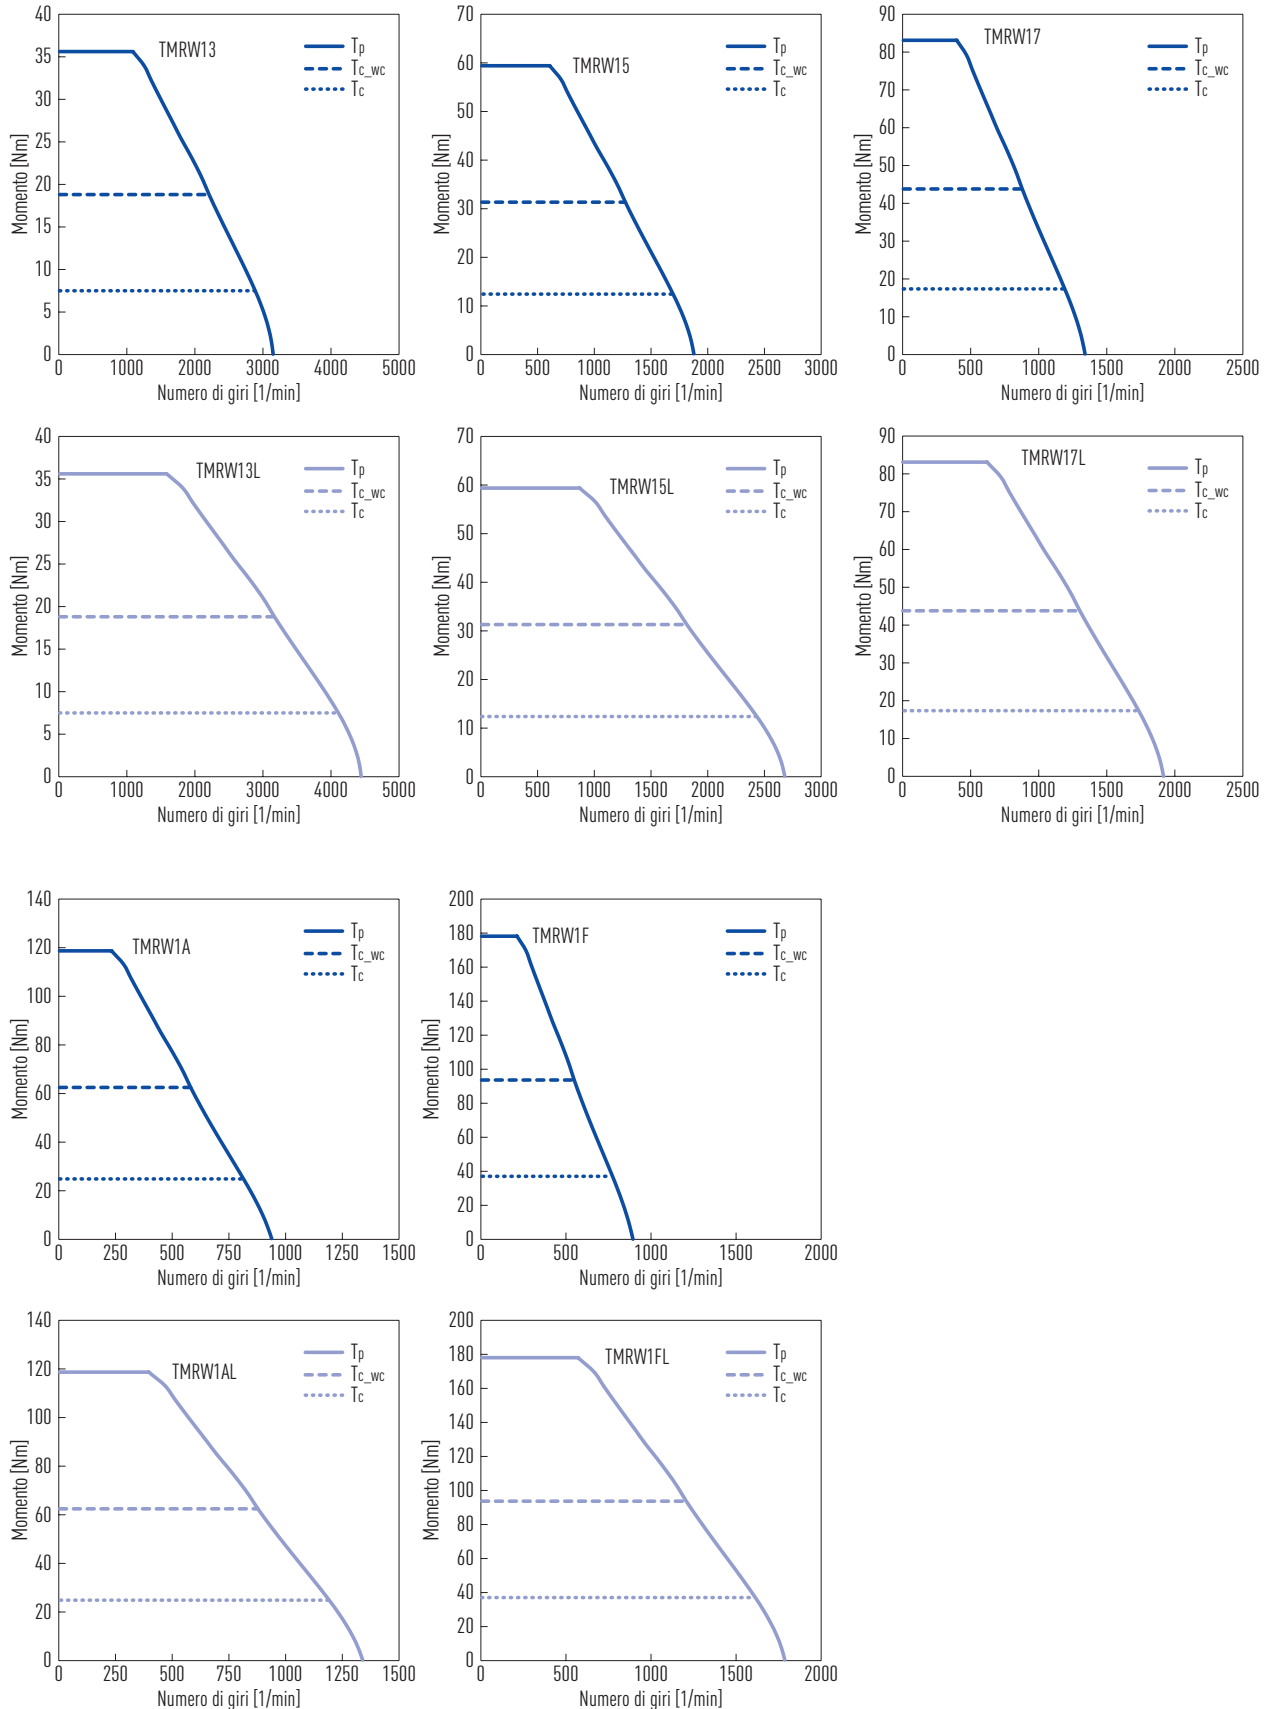 TMRW13
Tp
Tc_wc
Tc
Momento [Nm]
40
35
30
25
20
15
10
5
0
0 1000 2000 3000 4000 5000
Numero di giri [1/min]
TMRW15
Tp
Tc_wc
Tc
Momento [Nm]
70
60
50
40
30
20
10
0
0 500 1000 1500 2000 2500 3000
Numero di giri [1/min]
TMRW17
Tp
Tc_wc
Tc
Momento [Nm]
90
80
70
60
50
40
30
20
10
0
0 500 1000 1500 2000 2500
Numero di giri [1/min]
TMRW13L
Tp
Tc_wc
Tc
Momento [Nm]
40
35
30
25
20
15
10
5
0
0 1000 2000 3000 4000 5000
Numero di giri [1/min]
TMRW15L
Tp
Tc_wc
Tc
Momento [Nm]
70
60
50
40
30
20
10
0
0 500 1000 1500 2000 2500 3000
Numero di giri [1/min]
TMRW17L
Tp
Tc_wc
Tc
Momento [Nm]
90
80
70
60
50
40
30
20
10
0
0 500 1000 1500 2000 2500
Numero di giri [1/min]
TMRW1A
Tp
Tc_wc
Tc
Momento [Nm]
140
120
100
80
60
40
20
0
0 250 500 750 1000 1250 1500
Numero di giri [1/min]
TMRW1F
Tp
Tc_wc
Tc
Momento [Nm]
200
180
160
140
120
100
80
60
40
20
0
0 500 1000 1500 2000
Numero di giri [1/min]
TMRW1AL
Tp
Tc_wc
Tc
Momento [Nm]
140
120
100
80
60
40
20
0
0 250 500 750 1000 1250 1500
Numero di giri [1/min]
TMRW1FL
Tp
Tc_wc
Tc
Momento [Nm]
200
180
160
140
120
100
80
60
40
20
0
0 500 1000 1500 2000
Numero di giri [1/min]